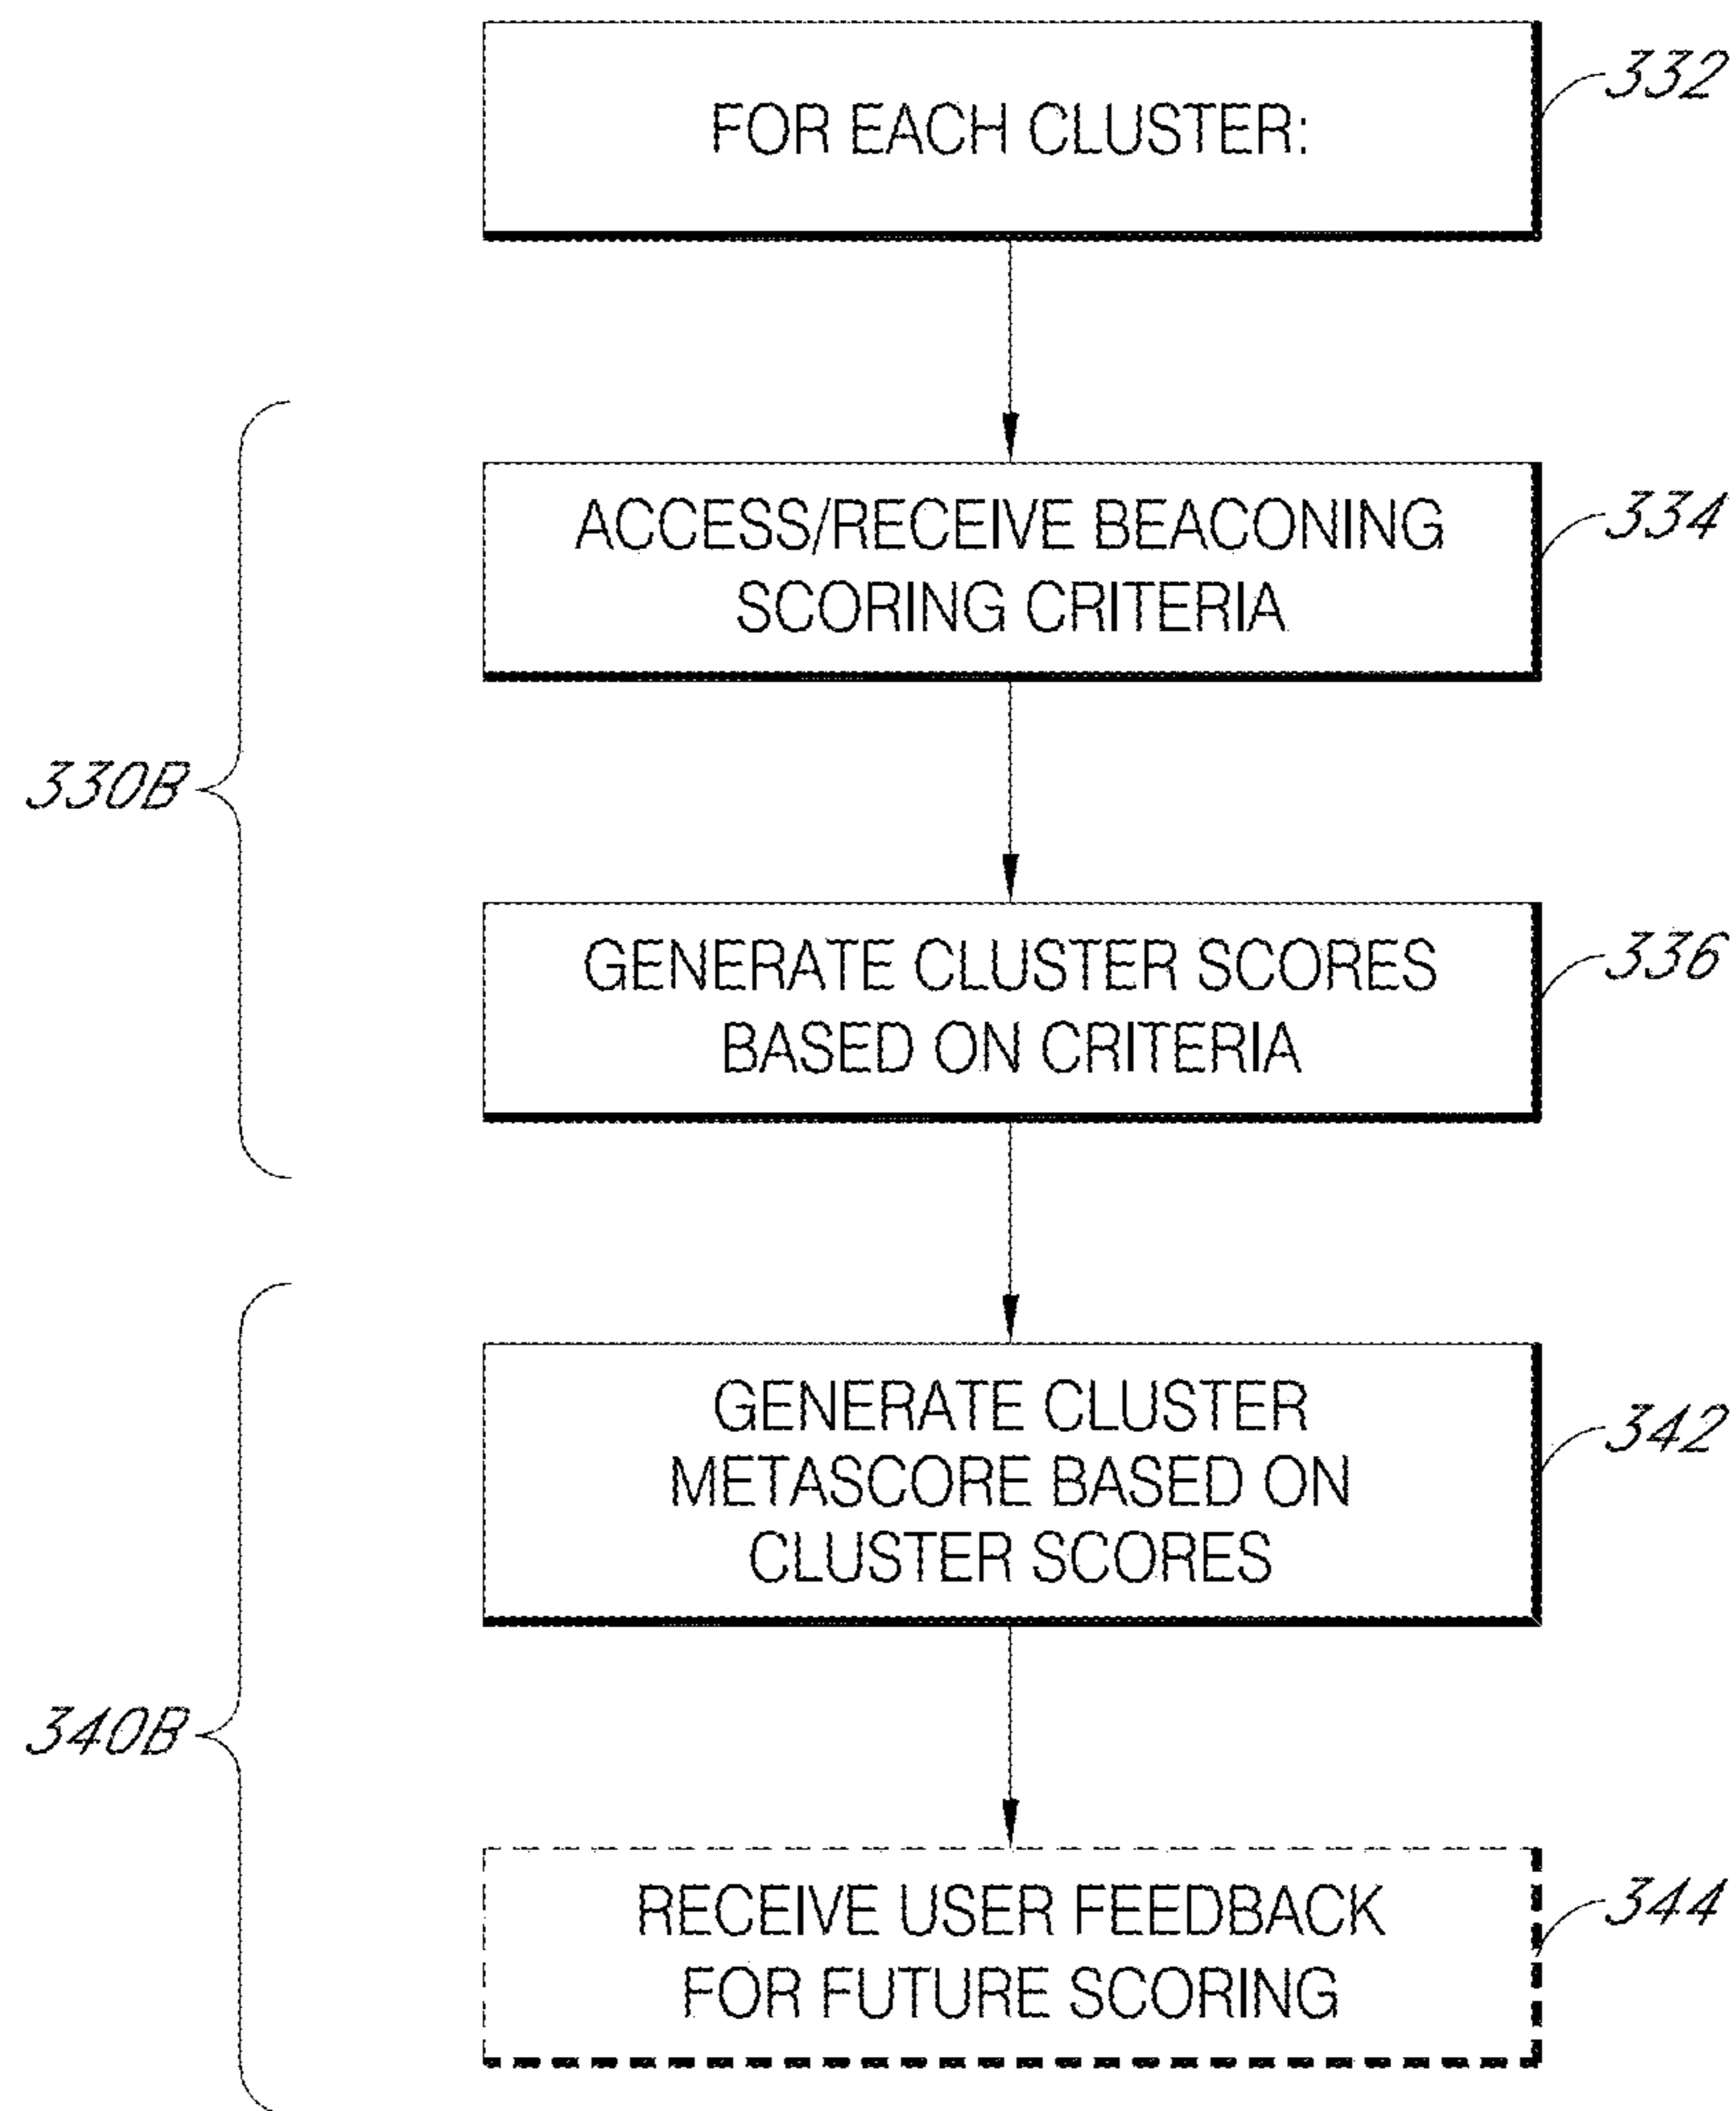 FOR EACH CLUSTER:
332
ACCESS/RECEIVE BEACONING
SCORING CRITERIA
334
330B
GENERATE CLUSTER SCORES
BASED ON CRITERIA
336
GENERATE CLUSTER
METASCORE BASED ON
CLUSTER SCORES
342
340B
RECEIVE USER FEEDBACK
FOR FUTURE SCORING
344